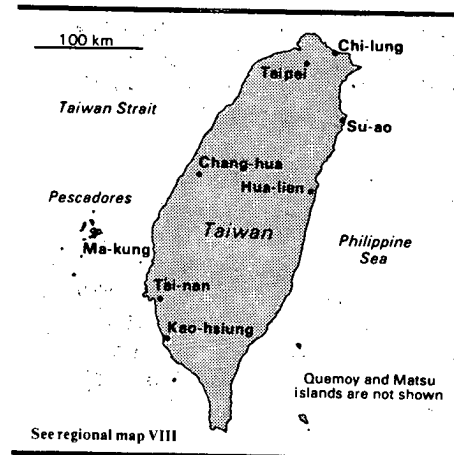 100 km
Chi-lung
Taipei
Taiwan Strait
Su-ao
Chang-hua
Hua-lien
Pescadores
Taiwan
Ma-kung
Philippine
Sea
Tai-nan
Kao-hsiung
Quemoy and Matsu
islands are not shown
See regional map VIII